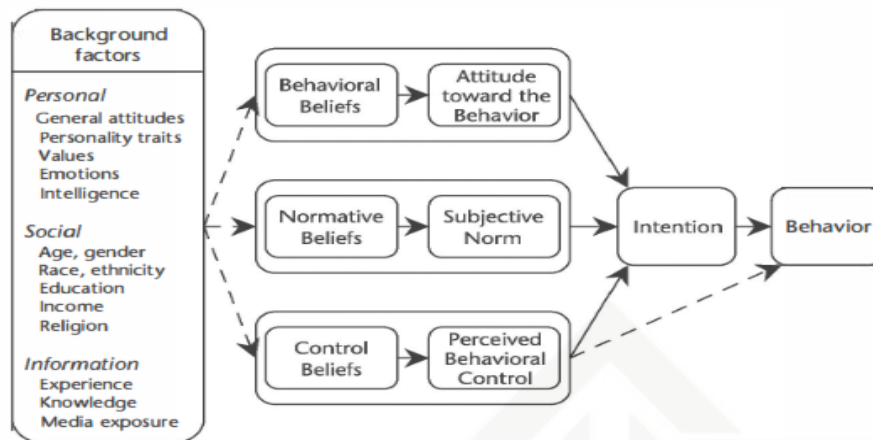 Background
factors
Personal
General attitudes
Personality traits
Values
Emotions
Intelligence
Social
Age, gender
Race, ethnicity
Education
Income
Religion
Information
Experience
Knowledge
Media exposure
Behavioral
Beliefs
Attitude
toward the
Behavior
Normative
Beliefs
Subjective
Norm
Control
Beliefs
Perceived
Behavioral
Control
Intention
Behavior